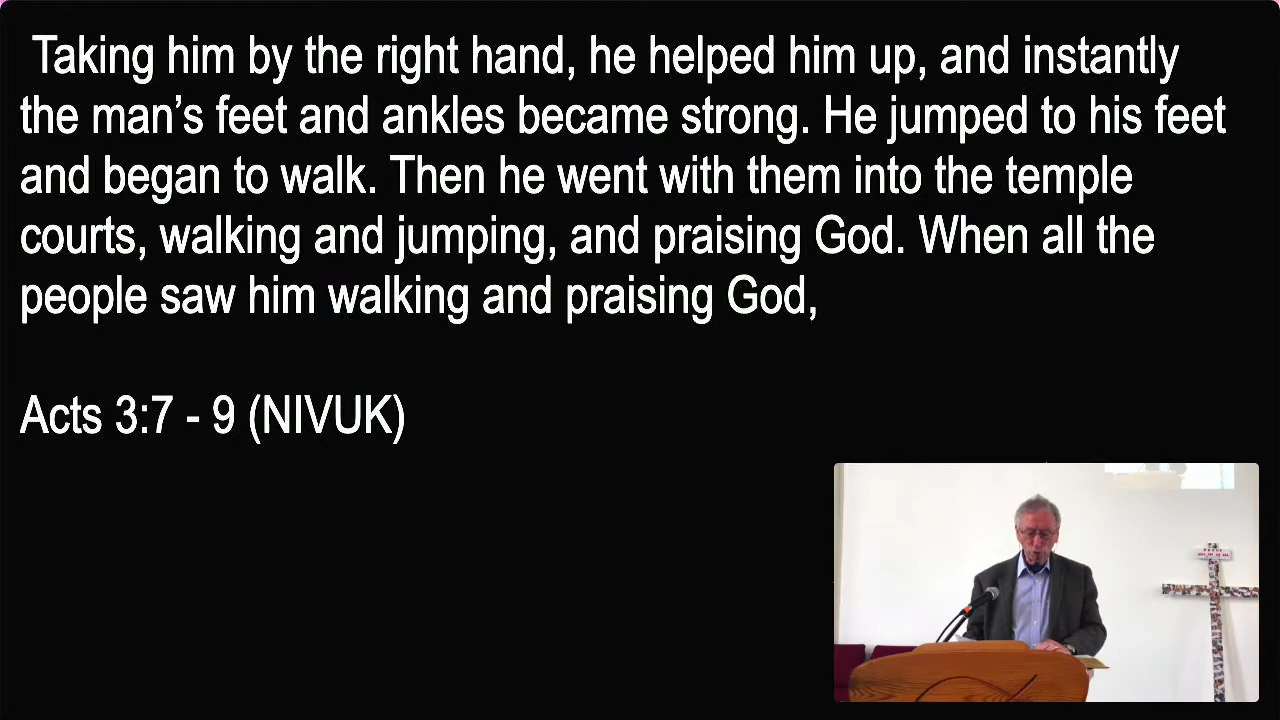 Taking him by the right hand, he helped him up, and instantly
the man’s feet and ankles became strong. He jumped to his feet
and began to walk. Then he went with them into the temple
courts, walking and jumping, and praising God. When all the
people saw him walking and praising God,
Acts 3:7 - 9 (NIVUK)